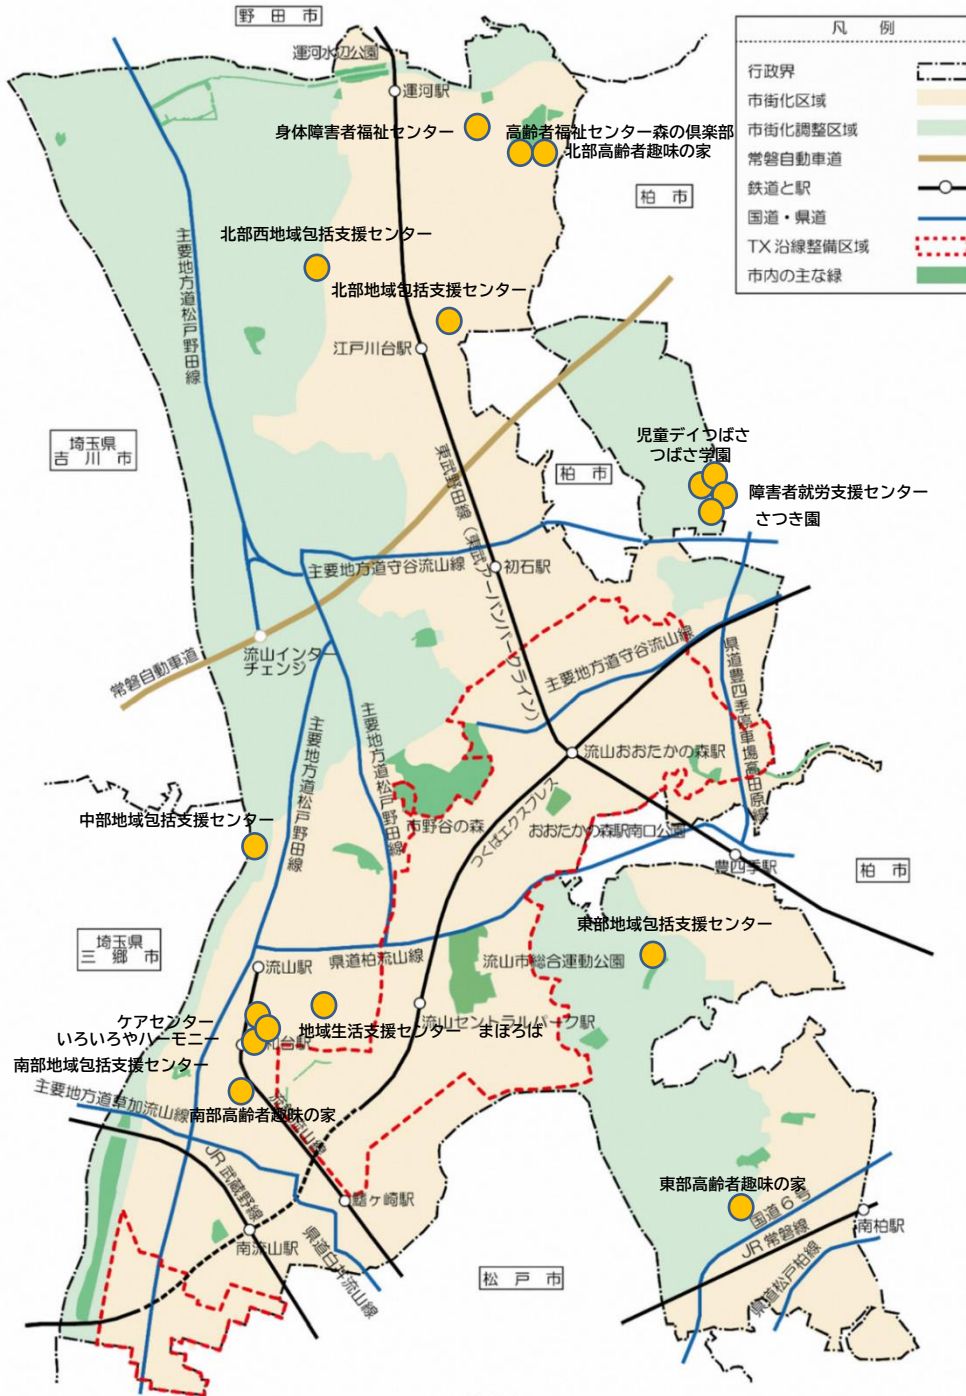 野田市
凡例
行政界
市街化区域
市街化調整区域
常磐自動車道
鉄道と駅
国道・県道
TX沿線整備区域
市内の主な緑
運河水辺公園
運河駅
身体障害者福祉センター
高齢者福祉センター森の倶楽部
北部高齢者趣味の家
柏市
北部西地域包括支援センター
主要地方道松戸野田線
北部地域包括支援センター
江戸川台駅
埼玉県
吉川市
児童デイつばさ
つばさ学園
柏市
障害者就労支援センター
さつき園
東武野田線（東武アーバンパークライン）
主要地方道守谷流山線
初石駅
流山インター
チェンジ
常磐自動車道
主要地方道守谷流山線
県道豊四季停車場高田原線
主要地方道松戸野田線
主要地方道松戸野田線
流山おおたかの森駅
つくばエクスプレス
中部地域包括支援センター
市野谷の森
おおたかの森駅南口公園
豊四季駅
柏市
東部地域包括支援センター
埼玉県
三郷市
県道柏流山線
流山市総合運動公園
流山駅
ケアセンター
いろいろやハーモニー
地域生活支援センター　まほろば
流山セントラルパーク駅
和台駅
南部地域包括支援センター
主要地方道草加流山線
南部高齢者趣味の家
流山線
JR武蔵野線
鰭ヶ崎駅
東部高齢者趣味の家
国道6号
南柏駅
JR常磐線
南流山駅
県道白井流山線
県道松戸柏線
松戸市